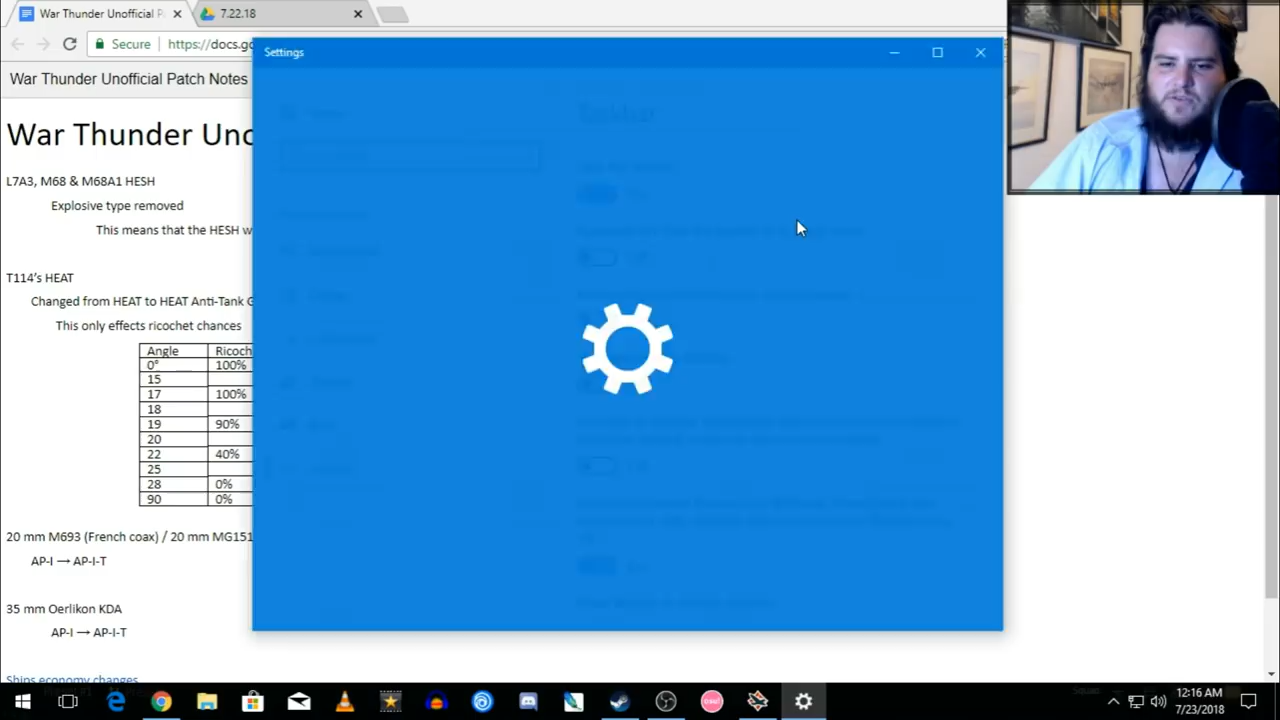 War Thunder Unofficial P
7.22.18
Secure
https://docs.go
Settings
War Thunder Unofficial Patch Notes
War Thunder Uno
L7A3, M68 & M68A1 HESH
Explosive type removed
This means that the HESH w
T114's HEAT
Changed from HEAT to HEAT Anti-Tank G
This only effects ricochet chances
Angle Ricoch
0° 100%
15
17 100%
18
19 90%
20
22 40%
25
28 0%
90 0%
20 mm M693 (French coax) / 20 mm MG151
AP-I → AP-I-T
35 mm Oerlikon KDA
AP-I → AP-I-T
Ships economy changes
12:16 AM
7/23/2018